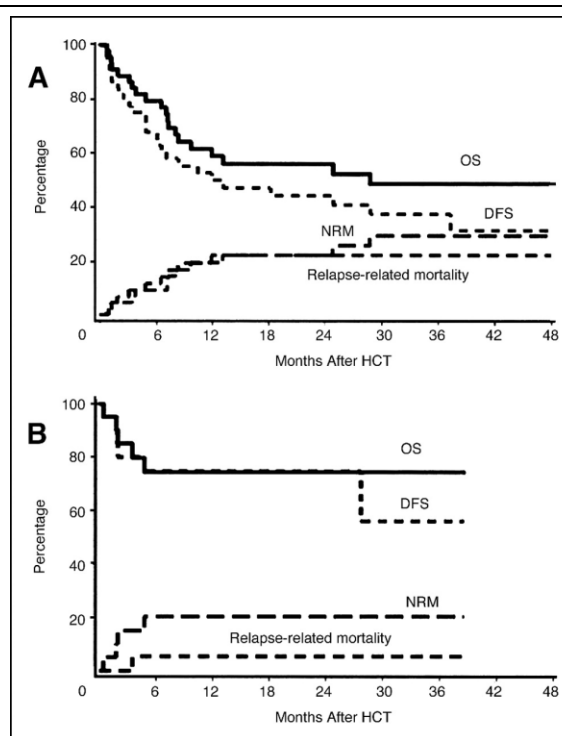 A
100
80
60
40
20
0
Percentage
OS
DFS
NRM
Relapse-related mortality
6 12 18 24 30 36 42 48
Months After HCT
B
100
80
60
40
20
0
Percentage
OS
DFS
NRM
Relapse-related mortality
6 12 18 24 30 36 42 48
Months After HCT